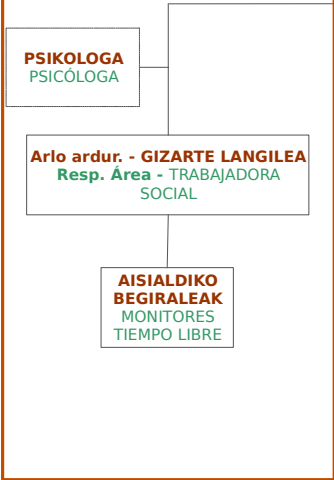 PSIKOLOGA
PSICÓLOGA
Arlo ardur. - GIZARTE LANGILEA
Resp. Área - TRABAJADORA
SOCIAL
AISIALDIKO
BEGIRALEAK
MONITORES
TIEMPO LIBRE